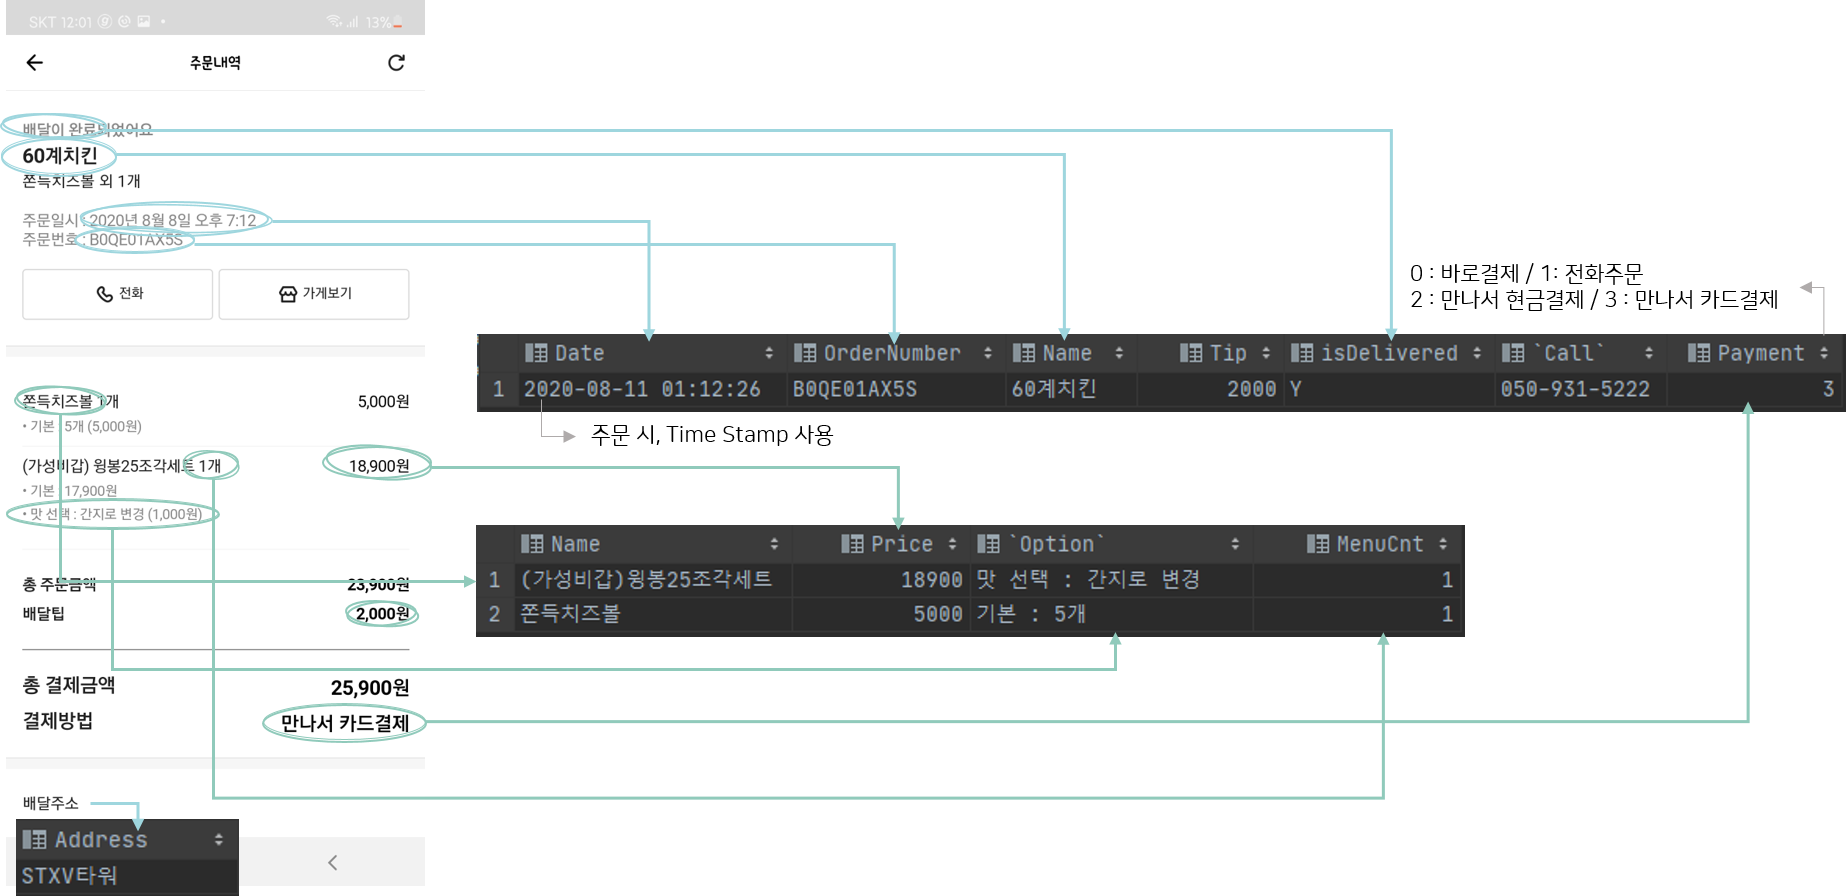 SKT 12:01
13%
주문내역
배달이 완료되었어요
60계치킨
쫀득치즈볼 외 1개
주문일시 : 2020년 8월 8일 오후 7:12
주문번호 : B0QE01AX5S
전화
가게보기
쫀득치즈볼 1개
5,000원
• 기본 : 5개 (5,000원)
(가성비갑) 윙봉25조각세트 1개
18,900원
• 기본 : 17,900원
• 맛 선택 : 간지로 변경 (1,000원)
총 주문금액
23,900원
배달팁
2,000원
총 결제금액
25,900원
결제방법
만나서 카드결제
배달주소
Address
STXV타워
0 : 바로결제 / 1: 전화주문
2 : 만나서 현금결제 / 3 : 만나서 카드결제
Date OrderNumber Name Tip isDelivered `Call` Payment
1 2020-08-11 01:12:26 B0QE01AX5S 60계치킨 2000 Y 050-931-5222 3
주문 시, Time Stamp 사용
Name Price `Option` MenuCnt
1 (가성비갑)윙봉25조각세트 18900 맛 선택 : 간지로 변경 1
2 쫀득치즈볼 5000 기본 : 5개 1